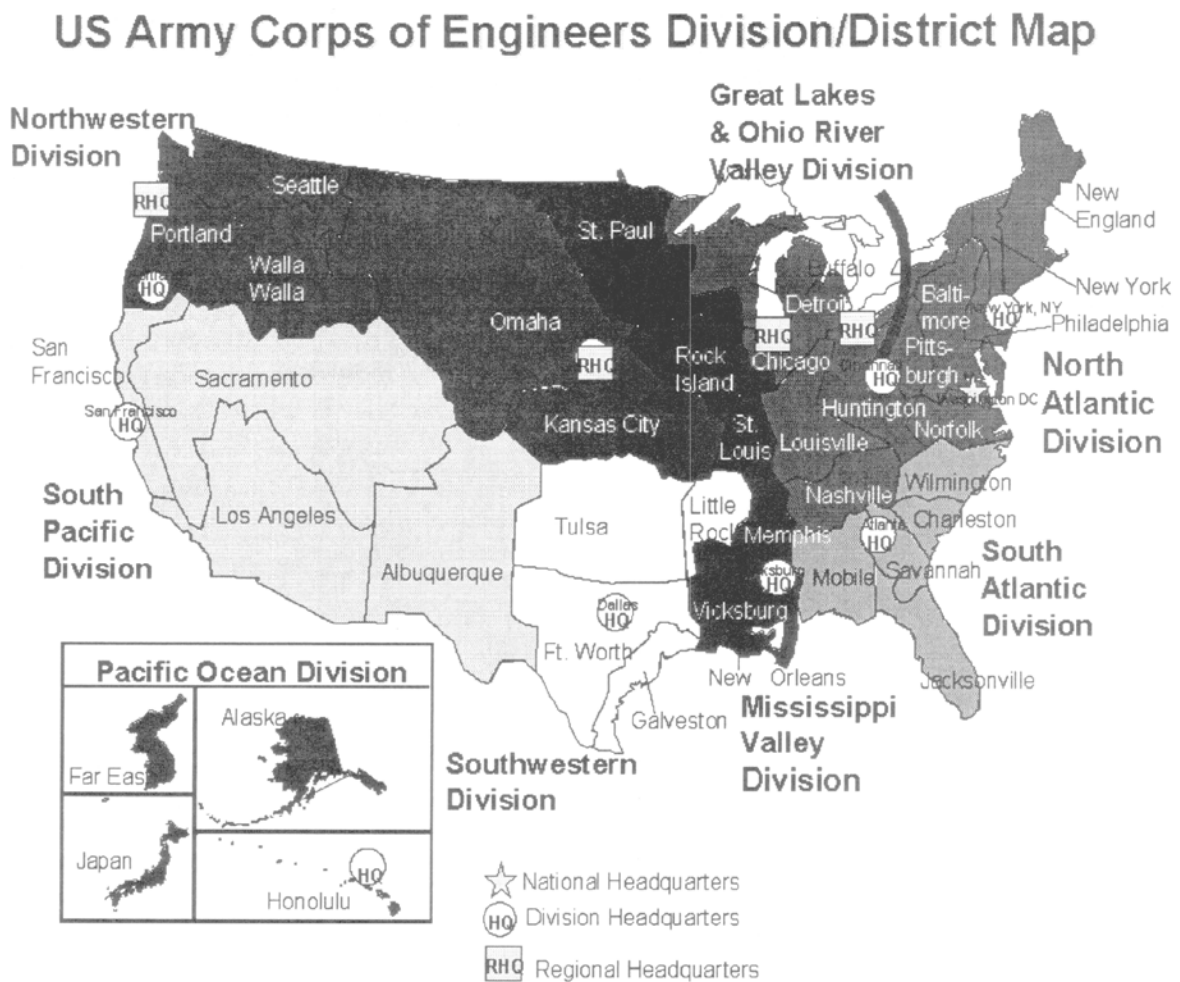 US Army Corps of Engineers Division/District Map
Great Lakes
& Ohio River
Valley Division
Northwestern
Division
RHQ
Seattle
Portland
St. Paul
Walla
Walla
HQ
New
England
Buffalo
New York
Detroit
Balti-
more
New York, NY
HQ
Philadelphia
Omaha
RHQ
RHQ
RHQ
Chicago
Rock
Island
Pitts-
burgh
HQ
Washington DC
North
Atlantic
Division
San
Francisco
Sacramento
San Francisco
HQ
Kansas City
St.
Louis
Huntington
Louisville
Norfolk
South
Pacific
Division
Los Angeles
Albuquerque
Tulsa
Little
Rock
Memphis
Nashville
Wilmington
Charleston
Atlanta
HQ
Savannah
Mobile
South
Atlantic
Division
HQ
Vicksburg
Dallas
HQ
Ft. Worth
New Orleans
Jacksonville
Galveston
Mississippi
Valley
Division
Southwestern
Division
Pacific Ocean Division
Alaska
Far East
Japan
HQ
Honolulu
National Headquarters
HQ Division Headquarters
RHQ Regional Headquarters